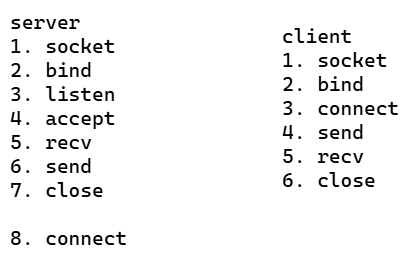 server
1. socket
2. bind
3. listen
4. accept
5. recv
6. send
7. close
8. connect
client
1. socket
2. bind
3. connect
4. send
5. recv
6. close